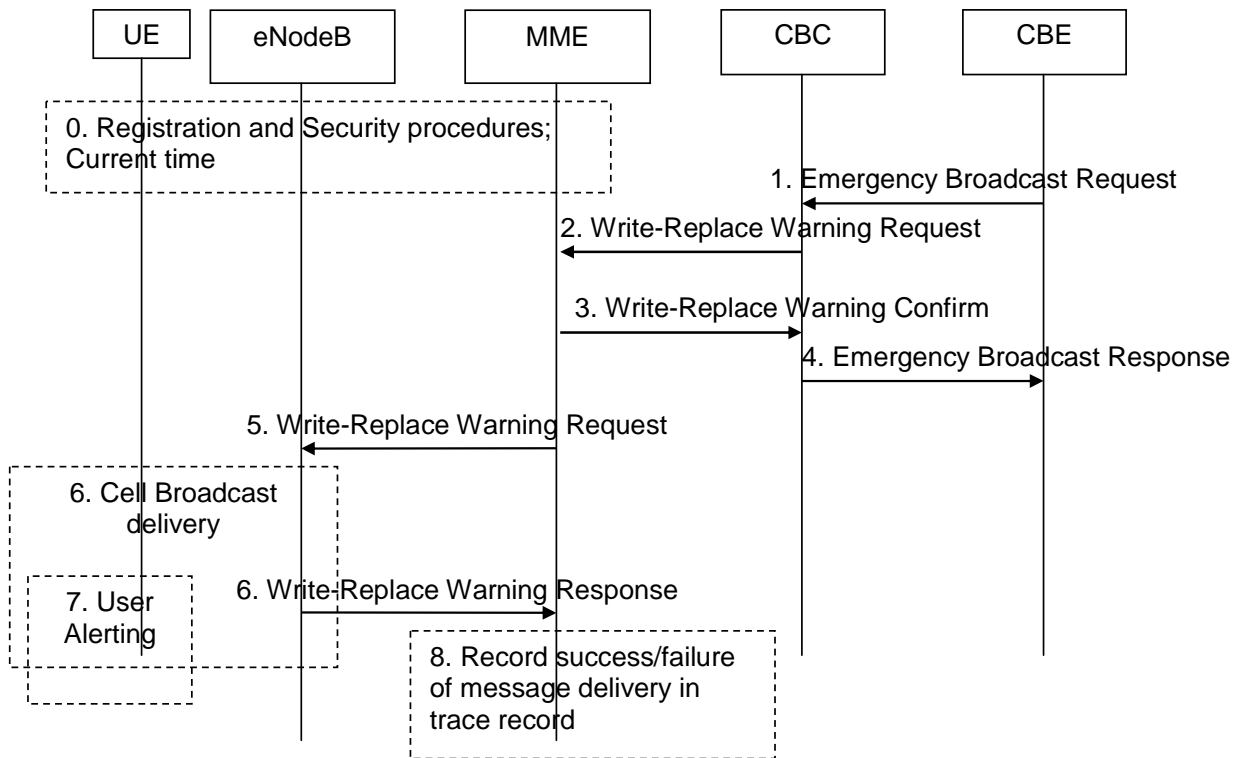 UE
eNodeB
MME
CBC
CBE
0. Registration and Security procedures;
Current time
1. Emergency Broadcast Request
2. Write-Replace Warning Request
3. Write-Replace Warning Confirm
4. Emergency Broadcast Response
5. Write-Replace Warning Request
6. Cell Broadcast
delivery
6. Write-Replace Warning Response
7. User
Alerting
8. Record success/failure
of message delivery in
trace record